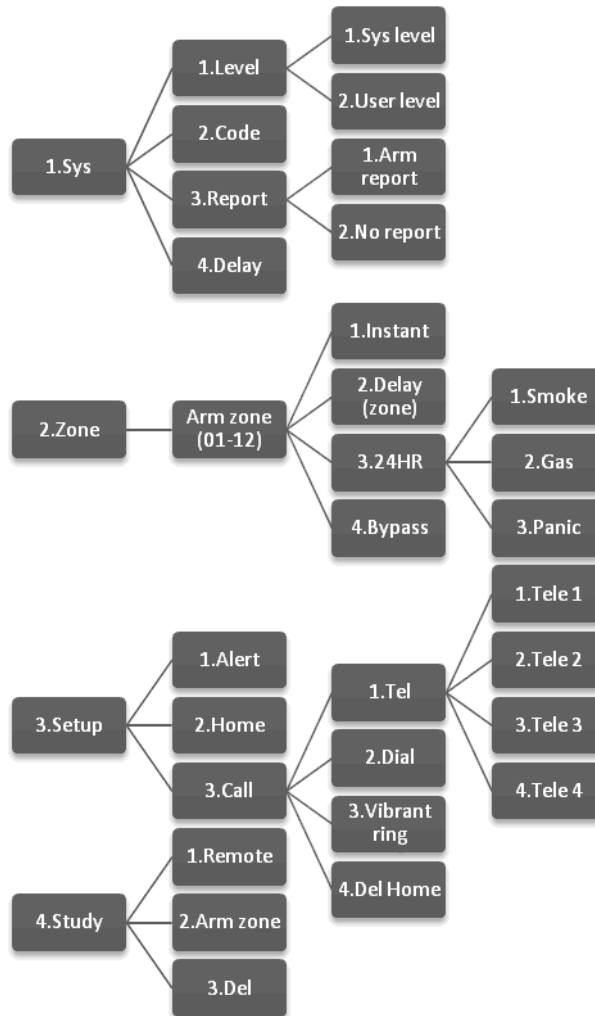 1.Sys
1.Level
1.Sys level
2.User level
2.Code
3.Report
1.Arm
report
2.No report
4.Delay
2.Zone
Arm zone
(01-12)
1.Instant
2.Delay
(zone)
3.24HR
1.Smoke
2.Gas
3.Panic
4.Bypass
3.Setup
1.Alert
2.Home
3.Call
1.Tel
1.Tele 1
2.Tele 2
3.Tele 3
4.Tele 4
2.Dial
3.Vibrant
ring
4.Del Home
4.Study
1.Remote
2.Arm zone
3.Del